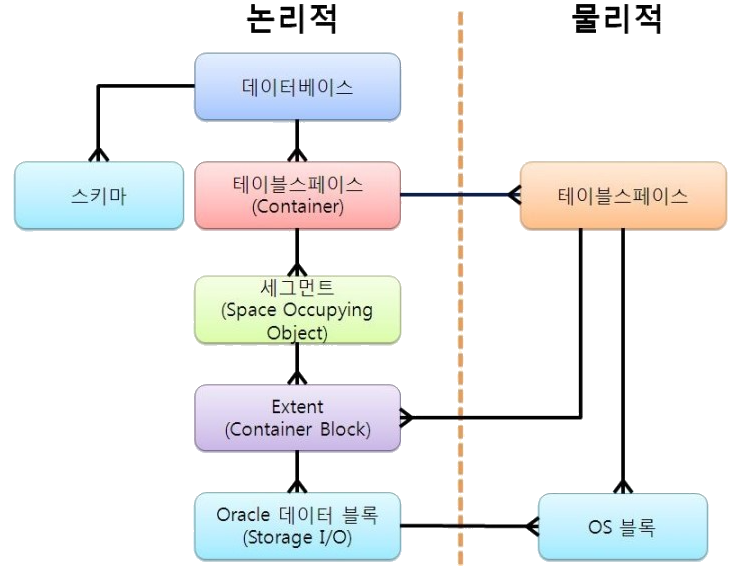 논리적
물리적
데이터베이스
스키마
테이블스페이스
(Container)
테이블스페이스
세그먼트
(Space Occupying
Object)
Extent
(Container Block)
Oracle 데이터 블록
(Storage I/O)
OS 블록